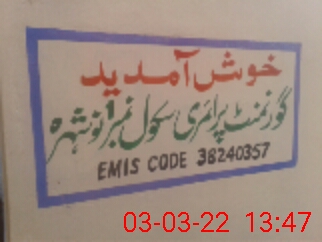 خوش آمدید
گورنمنٹ پرائمری سکول نمبر 1 نوشہرہ
EMIS CODE 38240357
03-03-22 13:47